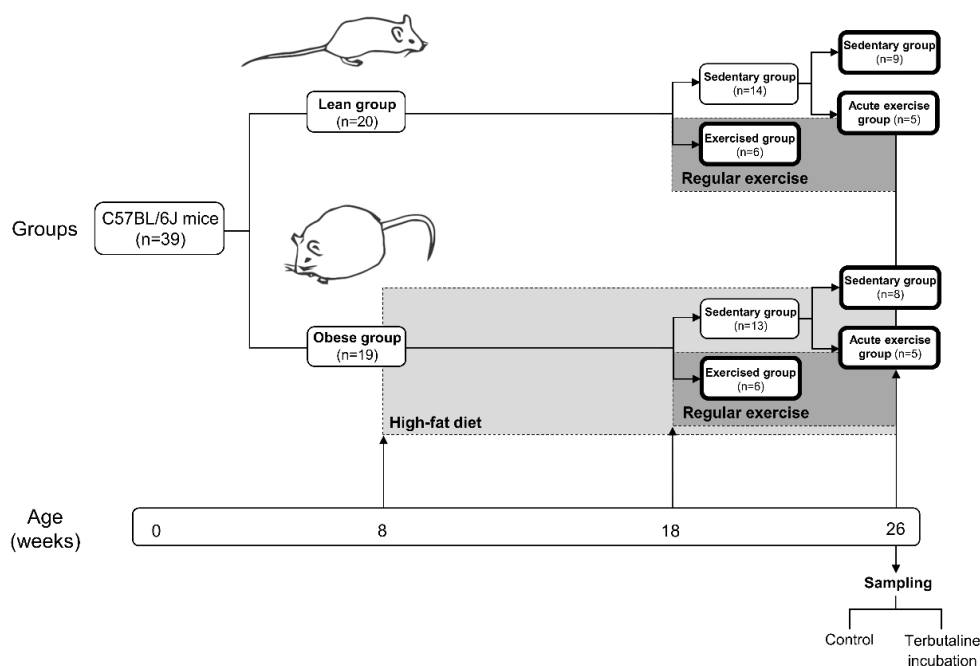 Sedentary group
(n=9)
Lean group
(n=20)
Sedentary group
(n=14)
Acute exercise
group (n=5)
Exercised group
(n=6)
Regular exercise
Groups
C57BL/6J mice
(n=39)
Sedentary group
(n=8)
Obese group
(n=19)
Sedentary group
(n=13)
Acute exercise
group (n=5)
Exercised group
(n=6)
Regular exercise
High-fat diet
Age
(weeks)
0
8
18
26
Sampling
Control
Terbutaline
incubation